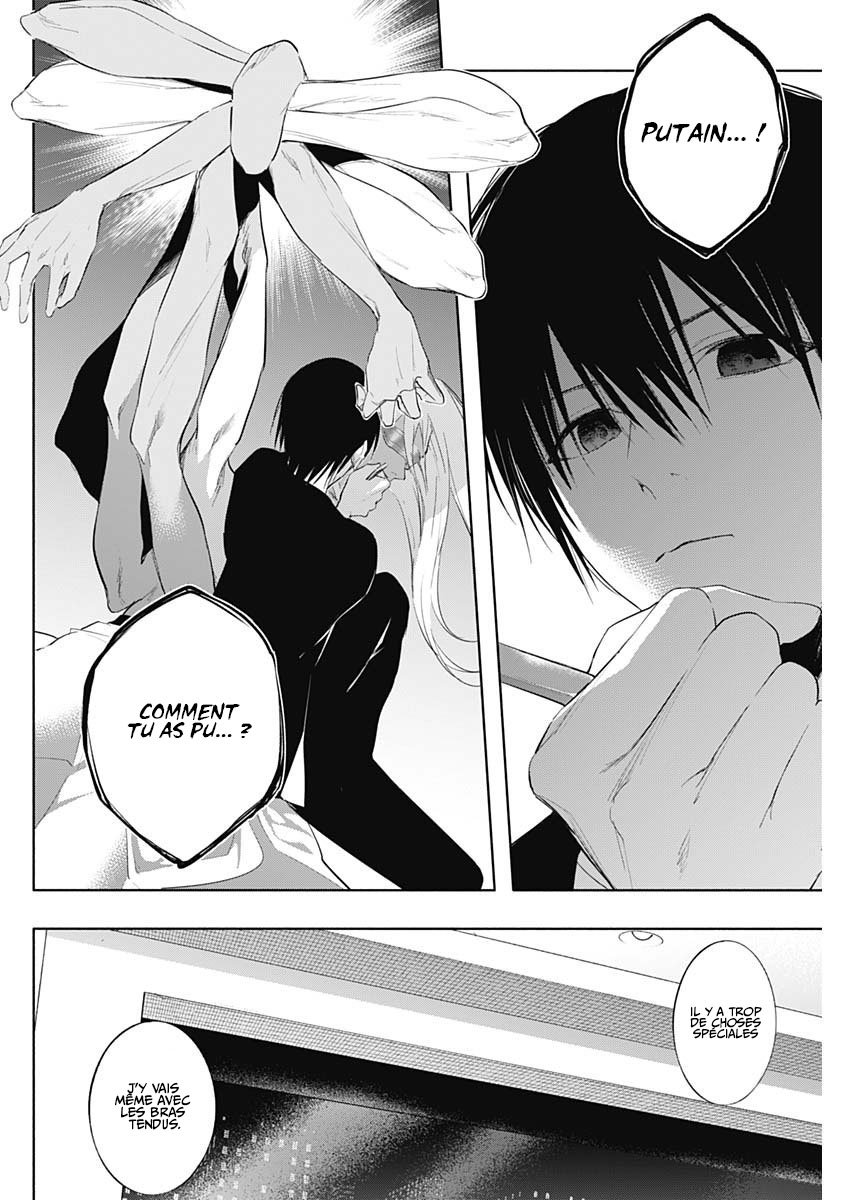 PUTAIN... !
COMMENT
TU AS PU... ?
IL Y A TROP
DE CHOSES
SPÉCIALES
J'Y VAIS
MÊME AVEC
LES BRAS
TENDUS.